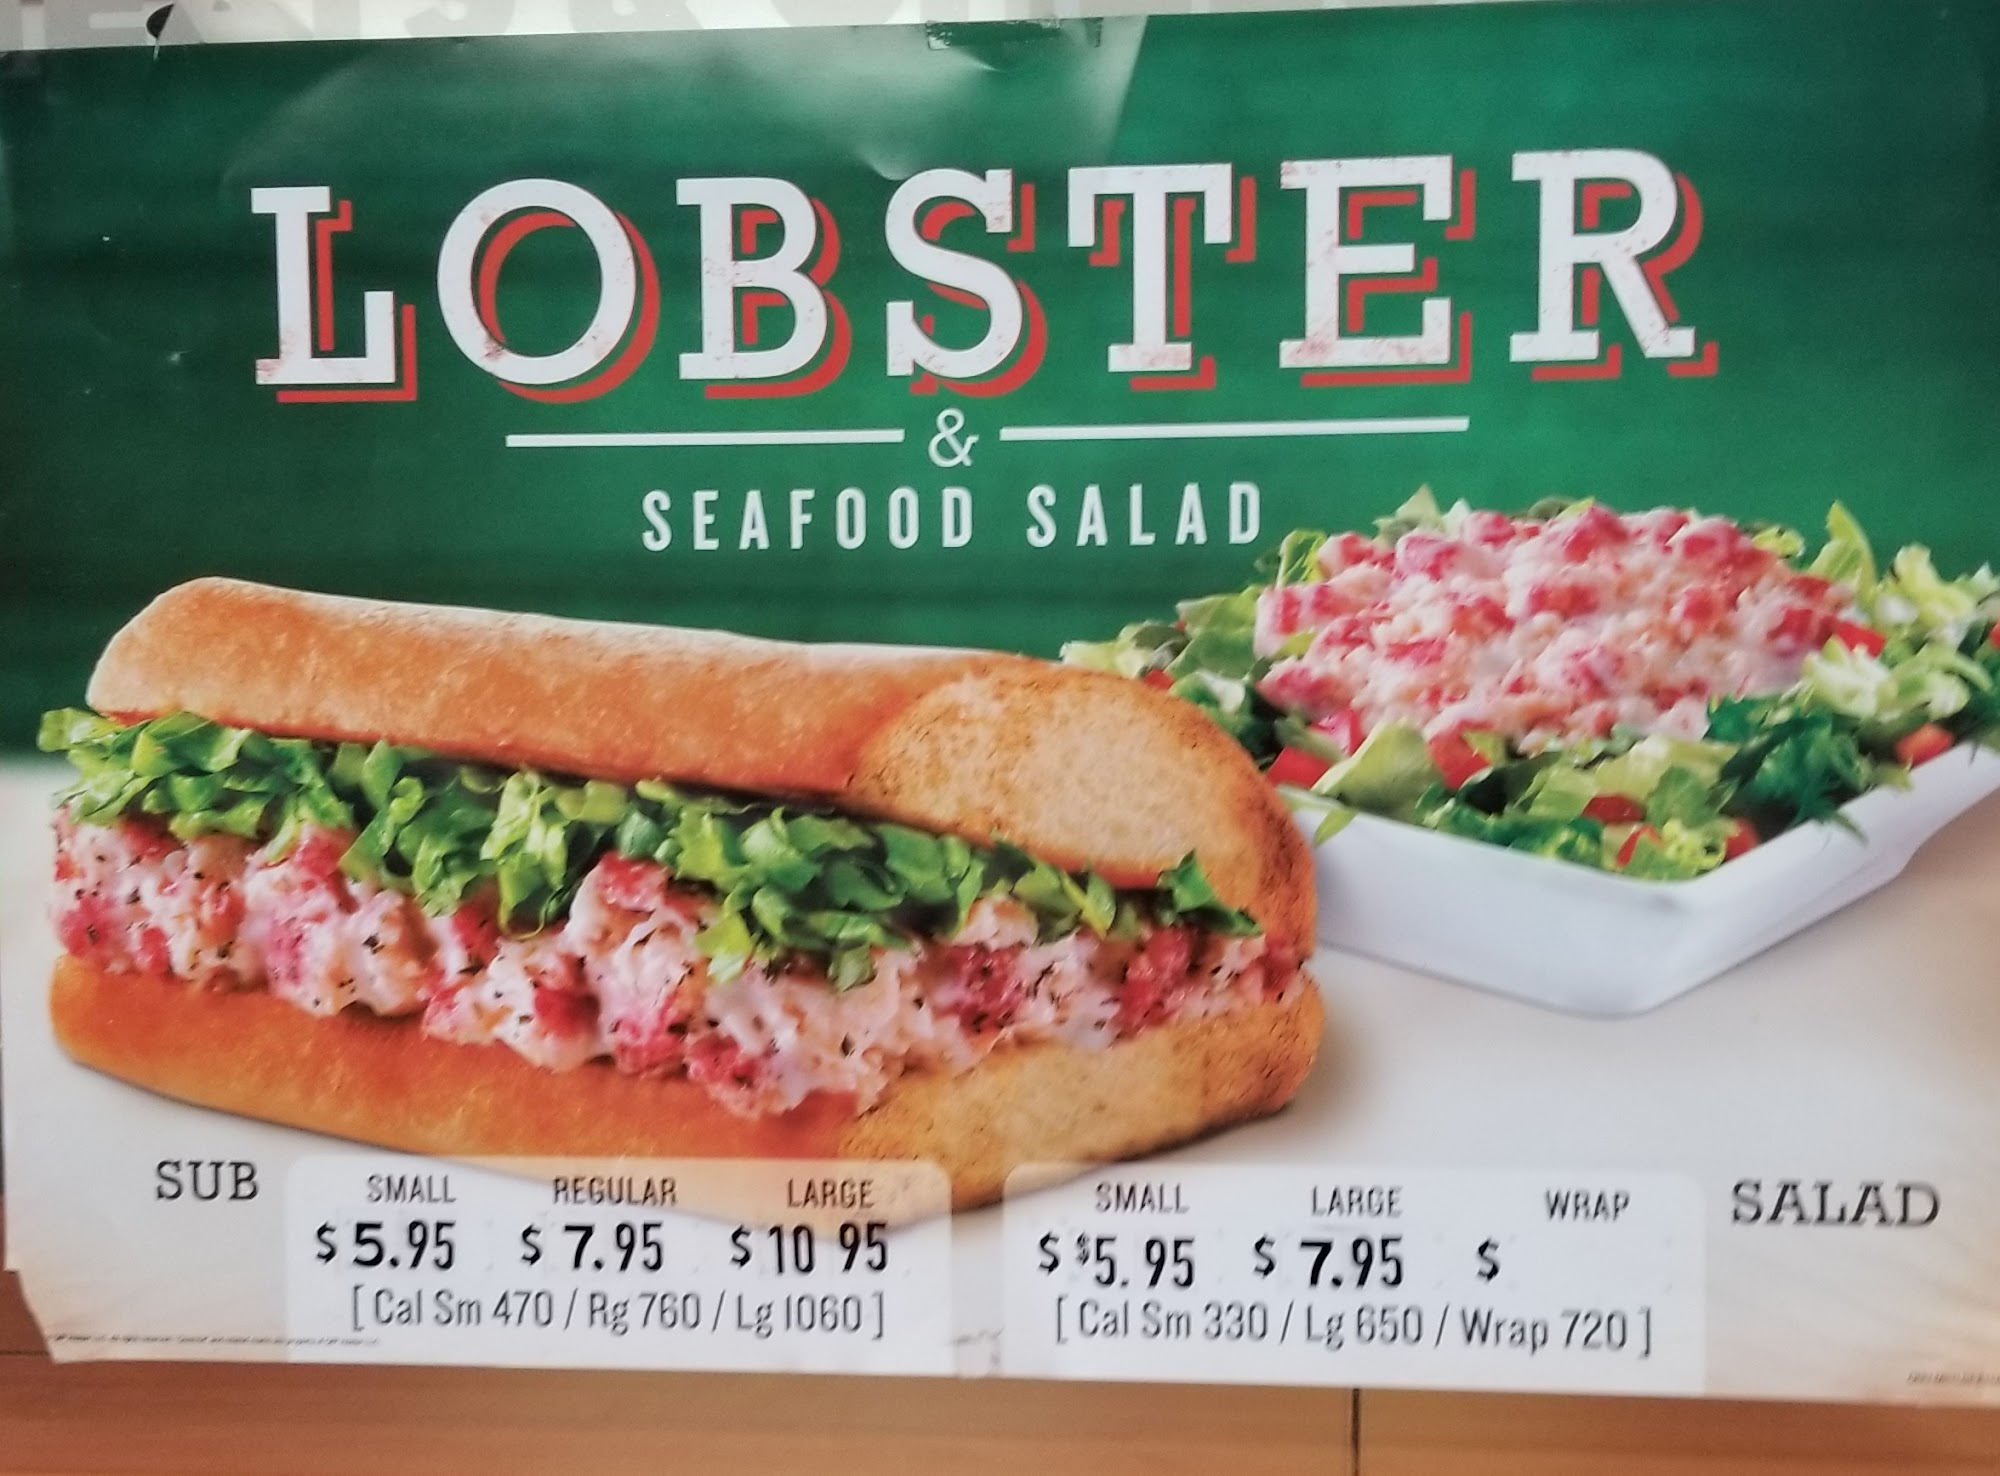 LOBSTER
&
SEAFOOD SALAD
SUB
SMALL REGULAR LARGE
$ 5.95 $ 7.95 $ 10 95
[ Cal Sm 470 / Rg 760 / Lg 1060 ]
SMALL LARGE WRAP
$ $5.95 $ 7.95 $
[ Cal Sm 330 / Lg 650 / Wrap 720 ]
SALAD